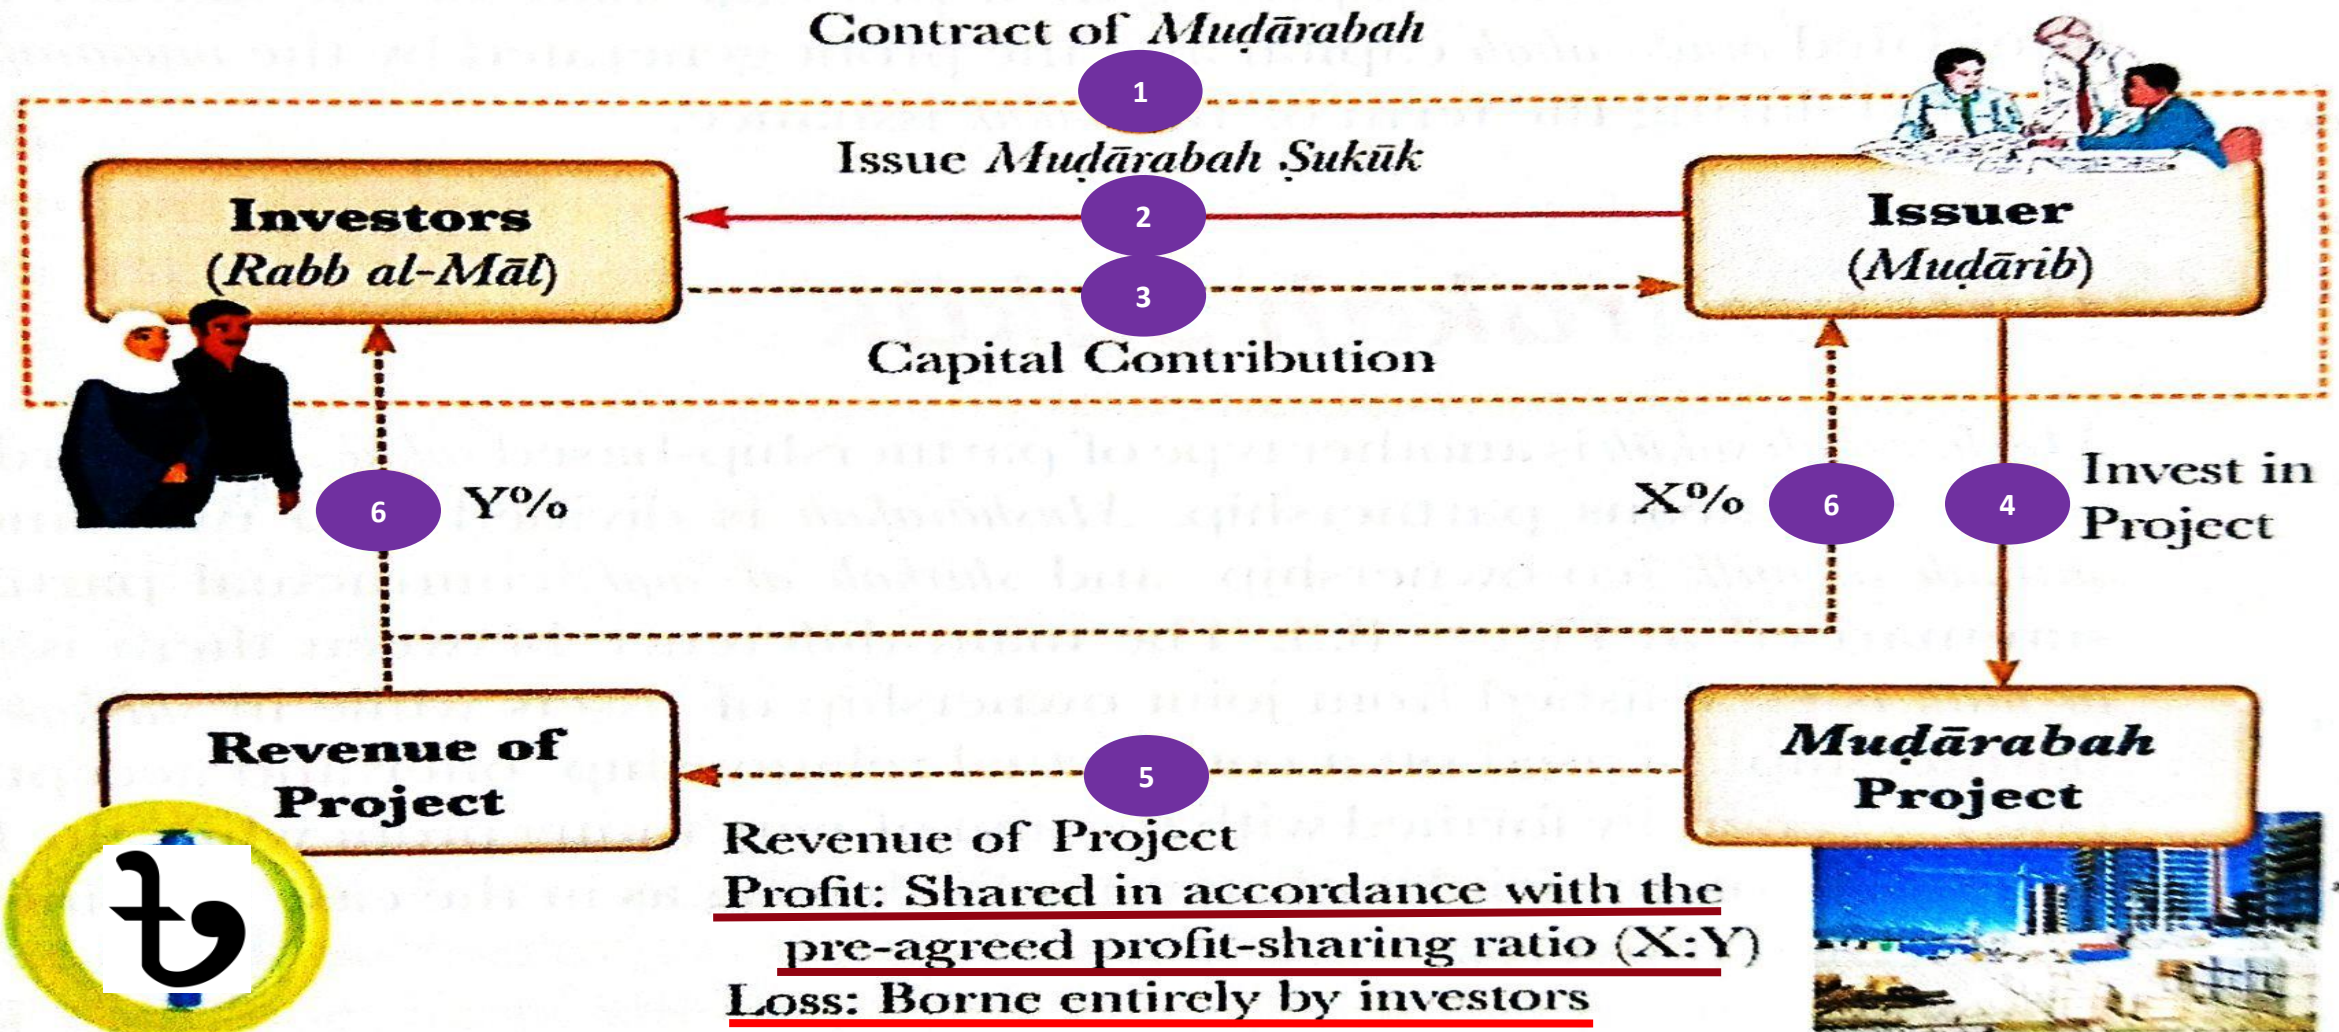 Contract of Muḍārabah
1
Issue Muḍārabah Ṣukūk
Investors
(Rabb al-Māl)
2
Issuer
(Muḍārib)
3
Capital Contribution
6
Y%
X%
6
4
Invest in
Project
Revenue of
Project
5
Muḍārabah
Project
৳
Revenue of Project
Profit: Shared in accordance with the
pre-agreed profit-sharing ratio (X:Y)
Loss: Borne entirely by investors